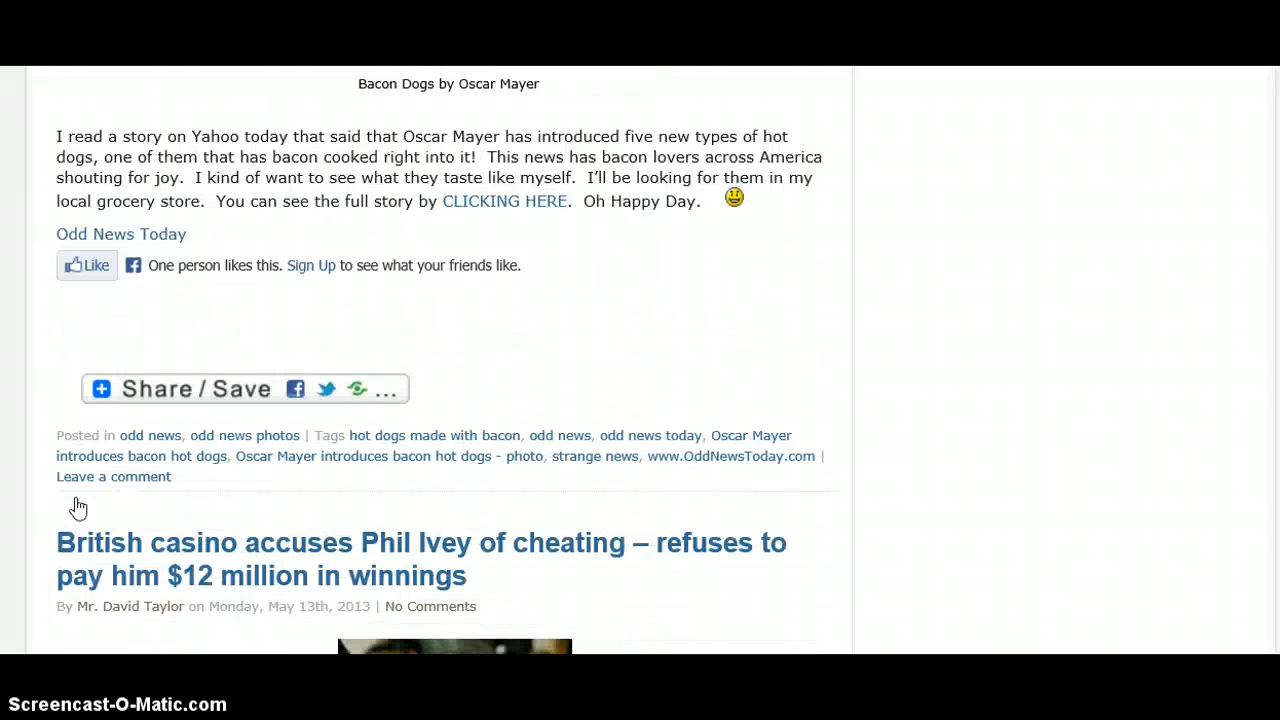 Bacon Dogs by Oscar Mayer
I read a story on Yahoo today that said that Oscar Mayer has introduced five new types of hot
dogs, one of them that has bacon cooked right into it!  This news has bacon lovers across America
shouting for joy.  I kind of want to see what they taste like myself.  I’ll be looking for them in my
local grocery store.  You can see the full story by CLICKING HERE.  Oh Happy Day.
Odd News Today
Like One person likes this. Sign Up to see what your friends like.
Share / Save ...
Posted in odd news, odd news photos | Tags hot dogs made with bacon, odd news, odd news today, Oscar Mayer
introduces bacon hot dogs, Oscar Mayer introduces bacon hot dogs - photo, strange news, www.OddNewsToday.com |
Leave a comment
British casino accuses Phil Ivey of cheating – refuses to
pay him $12 million in winnings
By Mr. David Taylor on Monday, May 13th, 2013 | No Comments
Screencast-O-Matic.com